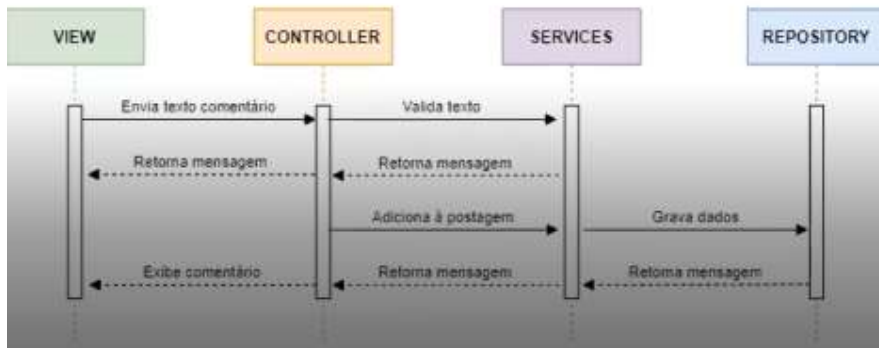 VIEW
CONTROLLER
SERVICES
REPOSITORY
Envia texto comentário
Valida texto
Retorna mensagem
Retorna mensagem
Adiciona à postagem
Grava dados
Exibe comentário
Retorna mensagem
Retorna mensagem